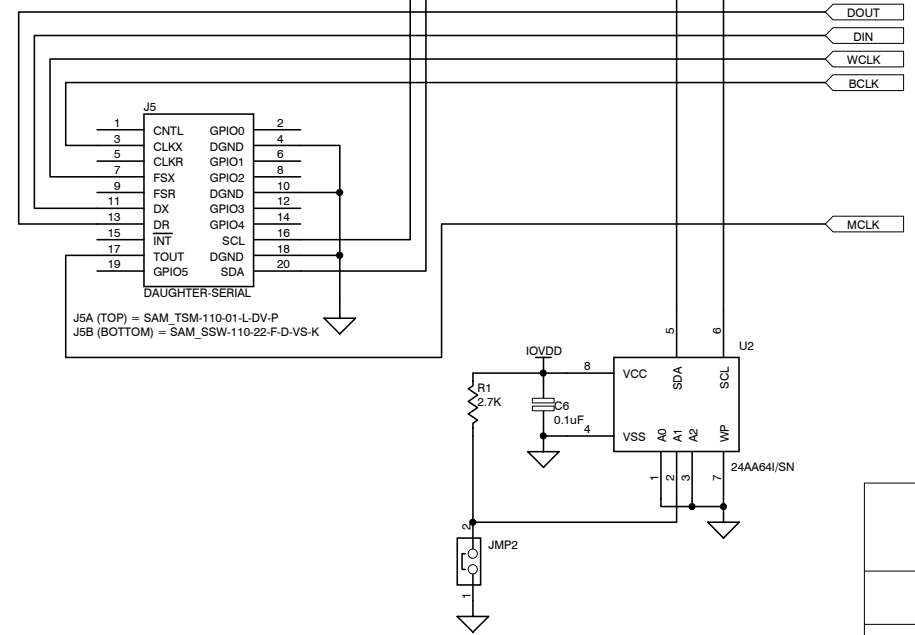 DOUT
DIN
WCLK
BCLK
J5
1 CNTL GPIO0 2
3 CLKX DGND 4
5 CLKR GPIO1 6
7 FSX GPIO2 8
9 FSR DGND 10
11 DX GPIO3 12
13 DR GPIO4 14
15 INT SCL 16
17 TOUT DGND 18
19 GPIO5 SDA 20
DAUGHTER-SERIAL
MCLK
J5A (TOP) = SAM_TSM-110-01-L-DV-P
J5B (BOTTOM) = SAM_SSW-110-22-F-D-VS-K
5 6
U2
IOVDD
8 VCC SDA SCL
R1
2.7K
C6
0.1uF
4 VSS A0 A1 A2 WP
24AA64I/SN
1 2 3 7
2
JMP2
1